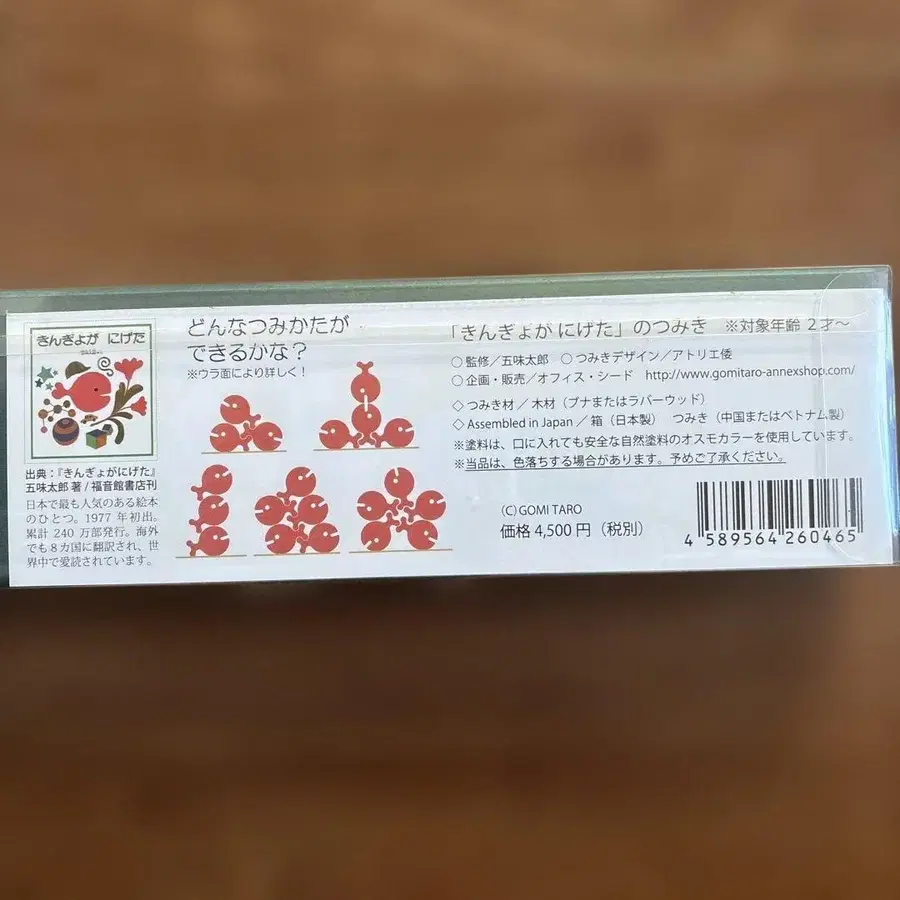 きんぎょが にげた
出典：『きんぎょがにげた』
五味太郎 著 / 福音館書店刊
日本で最も人気のある絵本
のひとつ。1977 年初出。
累計 240 万部発行。海外
でも８カ国に翻訳され、世
界中で愛読されています。
どんなつみかたが
できるかな？
※ウラ面により詳しく！
「きんぎょが にげた」のつみき ※対象年齢 2才〜
○ 監修／五味太郎 ○ つみきデザイン／アトリエ倭
○ 企画・販売／オフィス・シード http://www.gomitaro-annexshop.com/
◇ つみき材／木材（ブナまたはラバーウッド）
◇ Assembled in Japan ／箱（日本製） つみき（中国またはベトナム製）
※塗料は、口に入れても安全な自然塗料のオスモカラーを使用しています。
※当品は、色落ちする場合があります。予めご了承ください。
(C) GOMI TARO
価格 4,500 円（税別）
4 589564 260465